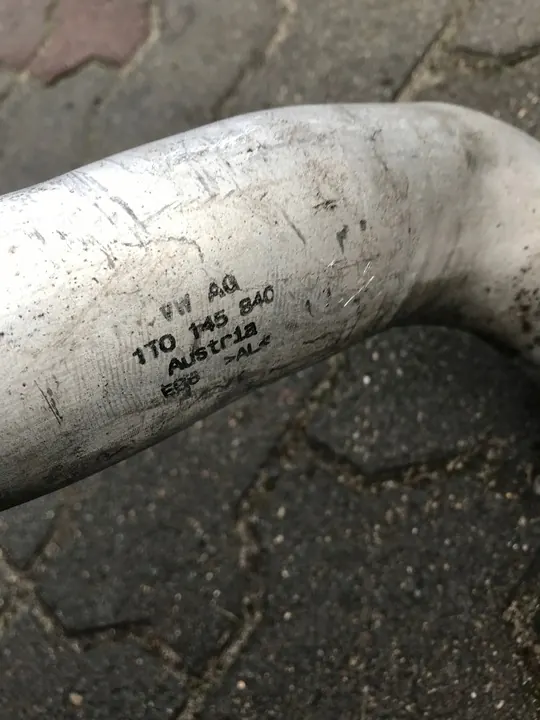 VW AG
1T0 145 840
Austria
>AL<